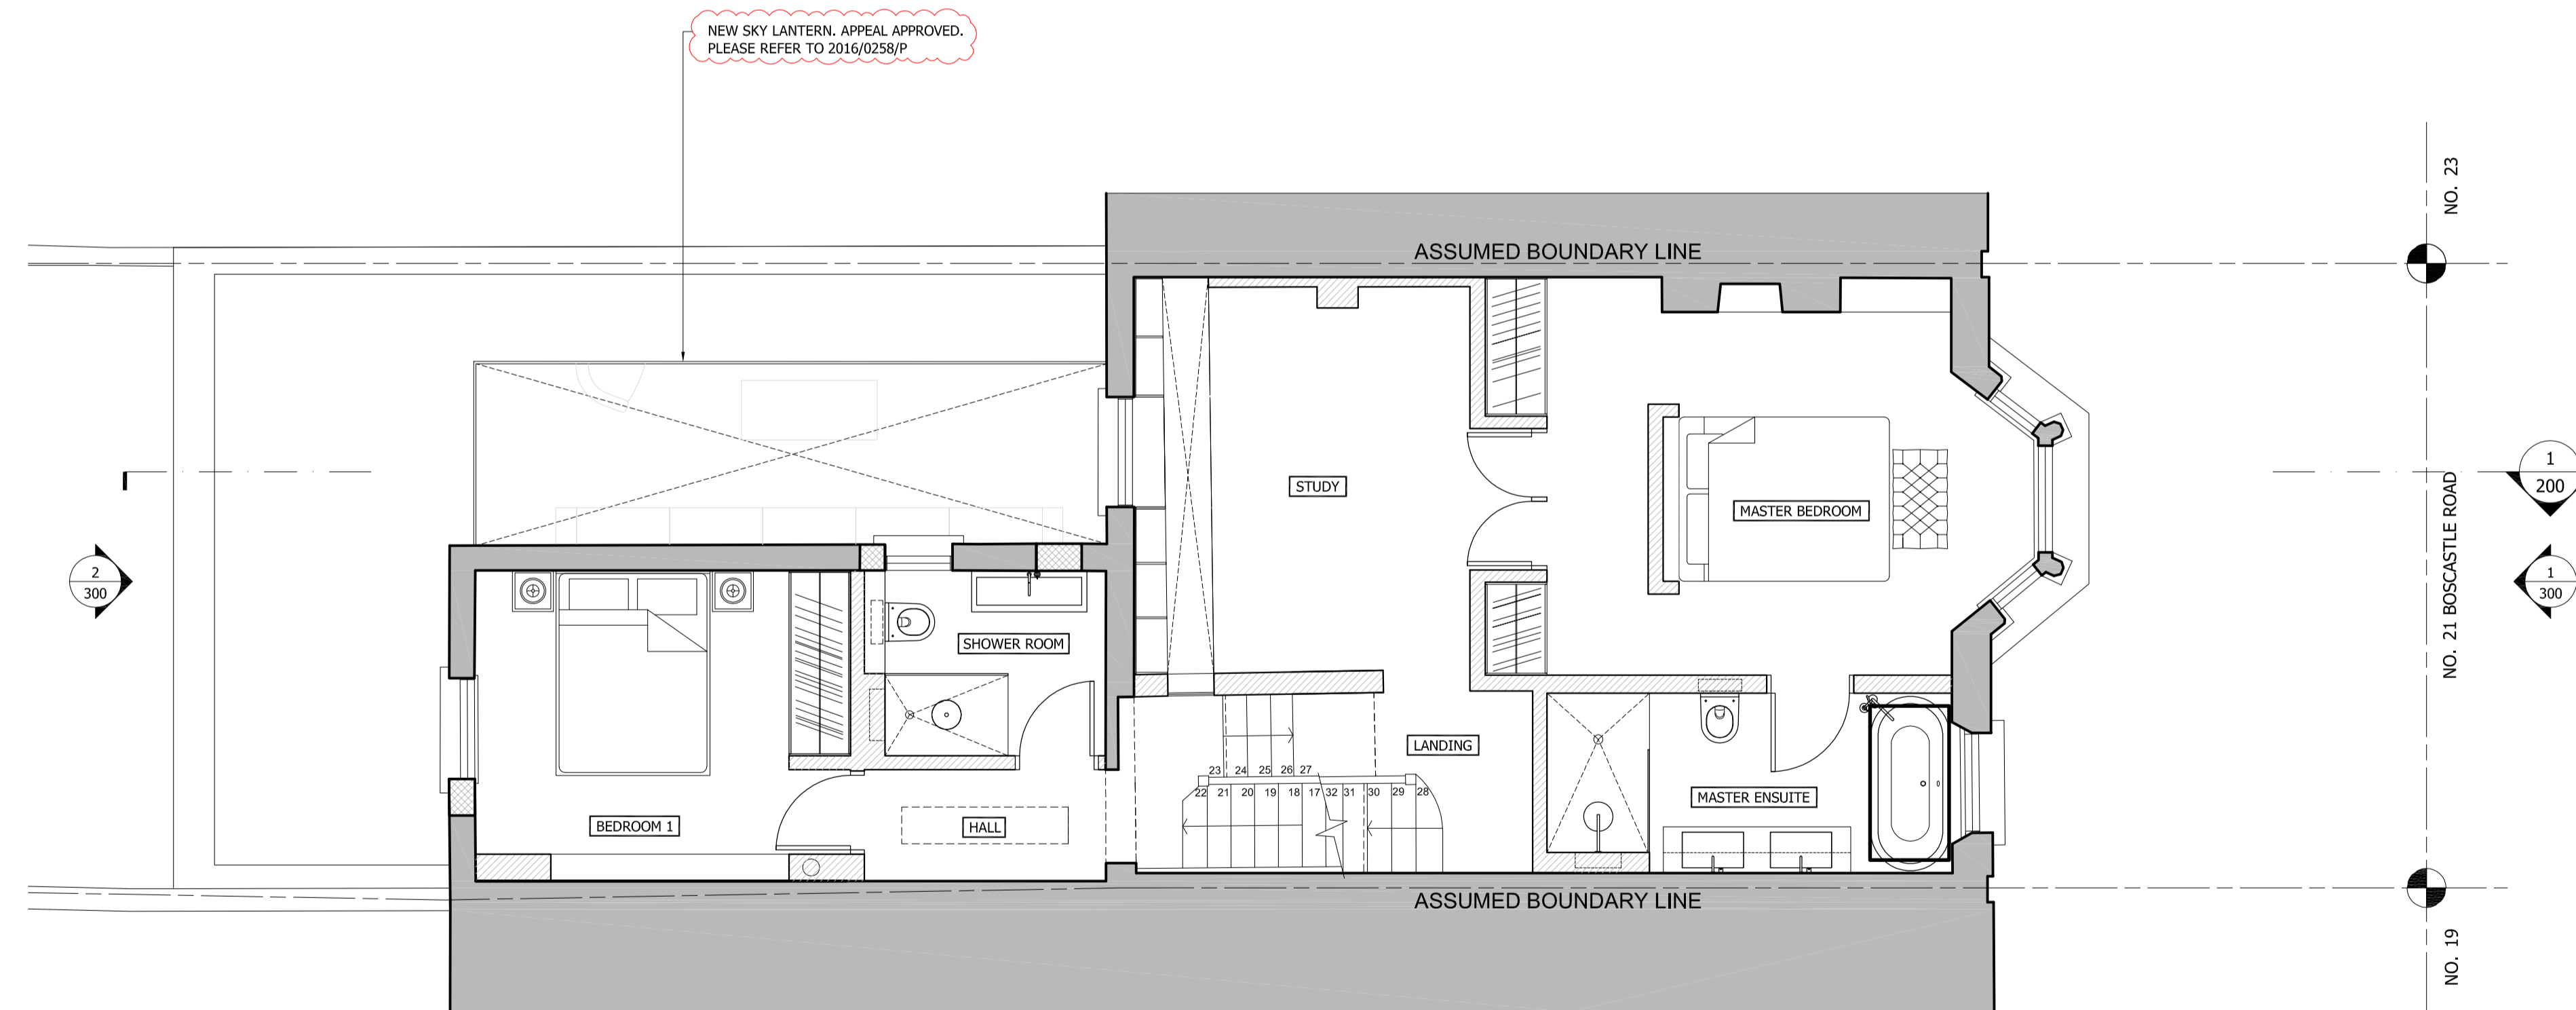 NEW SKY LANTERN. APPEAL APPROVED.
PLEASE REFER TO 2016/0258/P
NO. 23
ASSUMED BOUNDARY LINE
1
200
STUDY
MASTER BEDROOM
NO. 21 BOSCASTLE ROAD
2
300
1
300
SHOWER ROOM
LANDING
23 24 25 26 27
22 21 20 19 18 17 32 31 30 29 28
MASTER ENSUITE
BEDROOM 1
HALL
ASSUMED BOUNDARY LINE
NO. 19